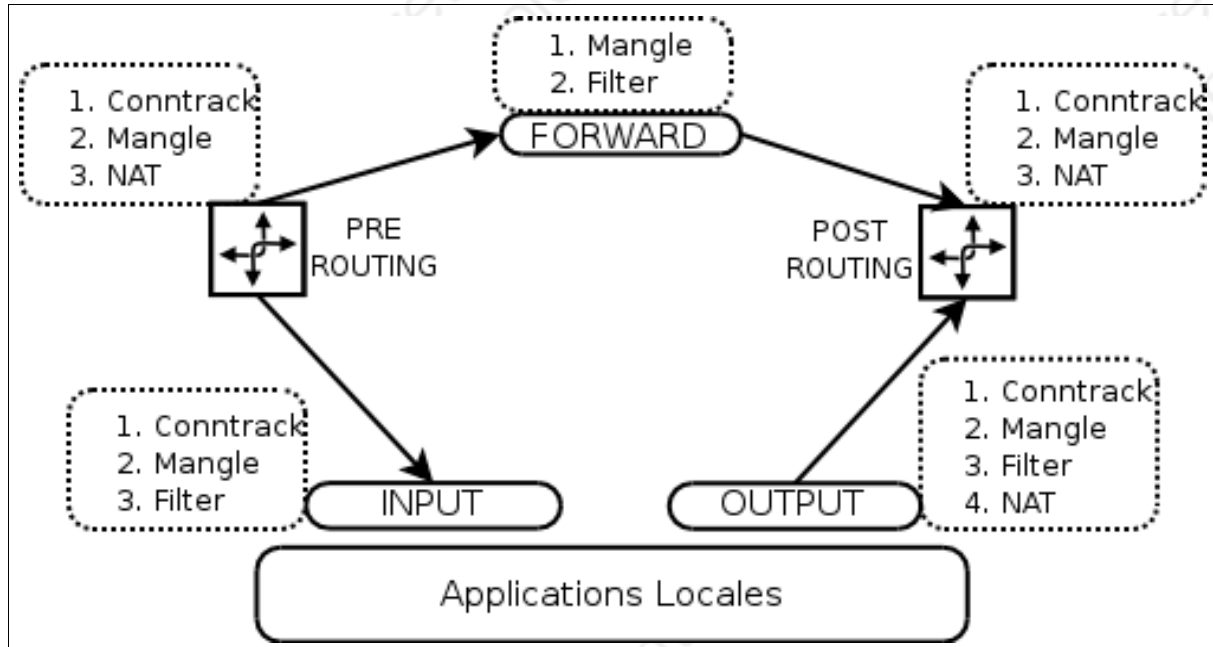 1. Mangle
2. Filter
FORWARD
1. Conntrack
2. Mangle
3. NAT
PRE
ROUTING
1. Conntrack
2. Mangle
3. NAT
POST
ROUTING
1. Conntrack
2. Mangle
3. Filter
INPUT
OUTPUT
1. Conntrack
2. Mangle
3. Filter
4. NAT
Applications Locales